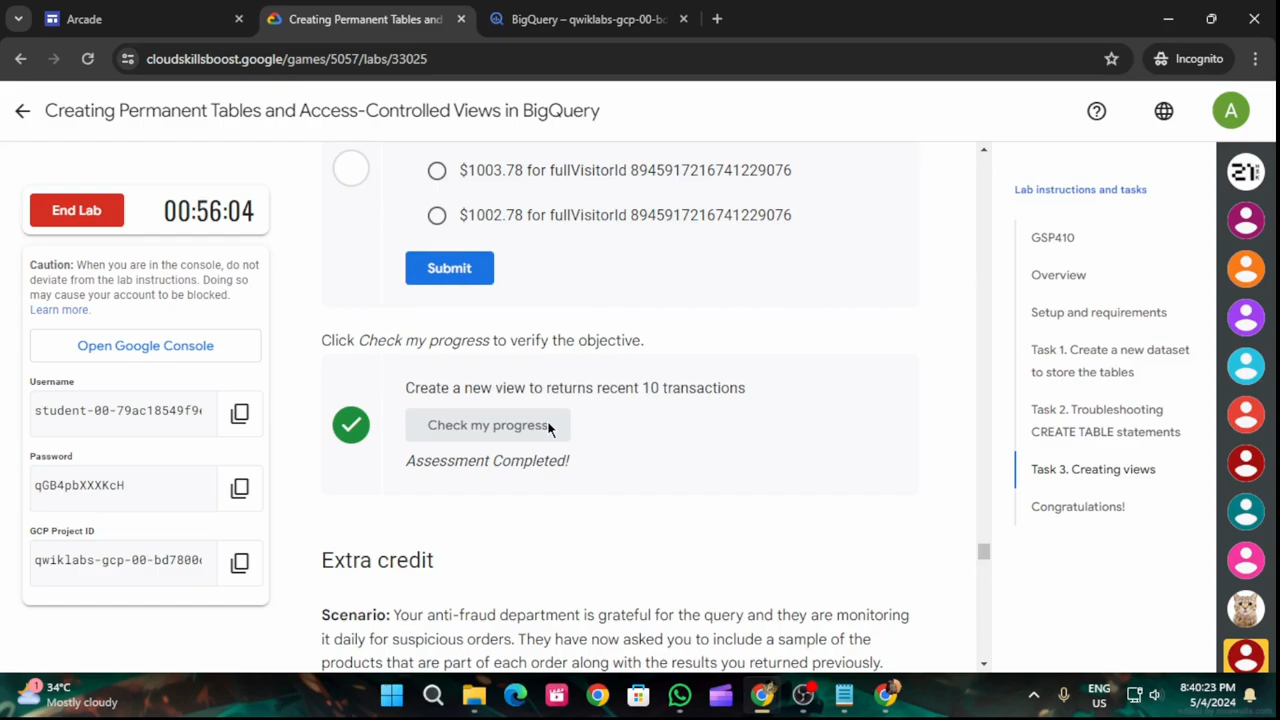 Arcade
Creating Permanent Tables and
BigQuery – qwiklabs-gcp-00-bd
cloudskillsboost.google/games/5057/labs/33025
Incognito
Creating Permanent Tables and Access-Controlled Views in BigQuery
A
End Lab
00:56:04
Caution: When you are in the console, do not
deviate from the lab instructions. Doing so
may cause your account to be blocked.
Learn more.
Open Google Console
Username
student-00-79ac18549f9e
Password
qGB4pbXXXKcH
GCP Project ID
qwiklabs-gcp-00-bd7800
$1003.78 for fullVisitorId 8945917216741229076
$1002.78 for fullVisitorId 8945917216741229076
Submit
Click Check my progress to verify the objective.
Create a new view to returns recent 10 transactions
Check my progress
Assessment Completed!
Extra credit
Scenario: Your anti-fraud department is grateful for the query and they are monitoring
it daily for suspicious orders. They have now asked you to include a sample of the
products that are part of each order along with the results you returned previously.
Lab instructions and tasks
GSP410
Overview
Setup and requirements
Task 1. Create a new dataset
to store the tables
Task 2. Troubleshooting
CREATE TABLE statements
Task 3. Creating views
Congratulations!
21
1
34°C
Mostly cloudy
ENG
US
8:40:23 PM
5/4/2024